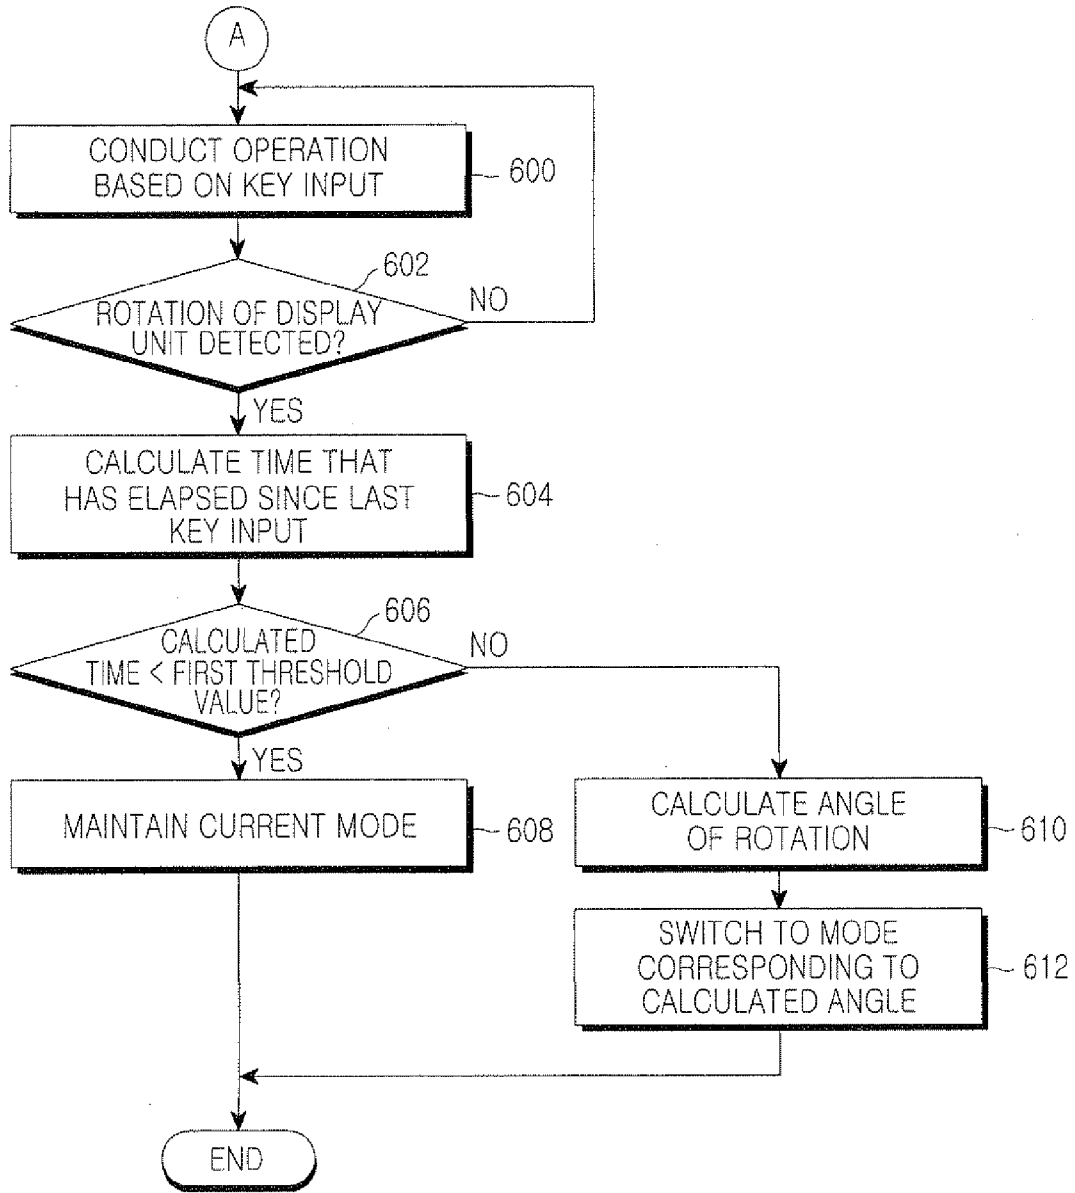 A
CONDUCT OPERATION
BASED ON KEY INPUT
600
602
ROTATION OF DISPLAY
UNIT DETECTED?
NO
YES
CALCULATE TIME THAT
HAS ELAPSED SINCE LAST
KEY INPUT
604
606
CALCULATED
TIME < FIRST THRESHOLD
VALUE?
NO
YES
MAINTAIN CURRENT MODE
608
CALCULATE ANGLE
OF ROTATION
610
SWITCH TO MODE
CORRESPONDING TO
CALCULATED ANGLE
612
END